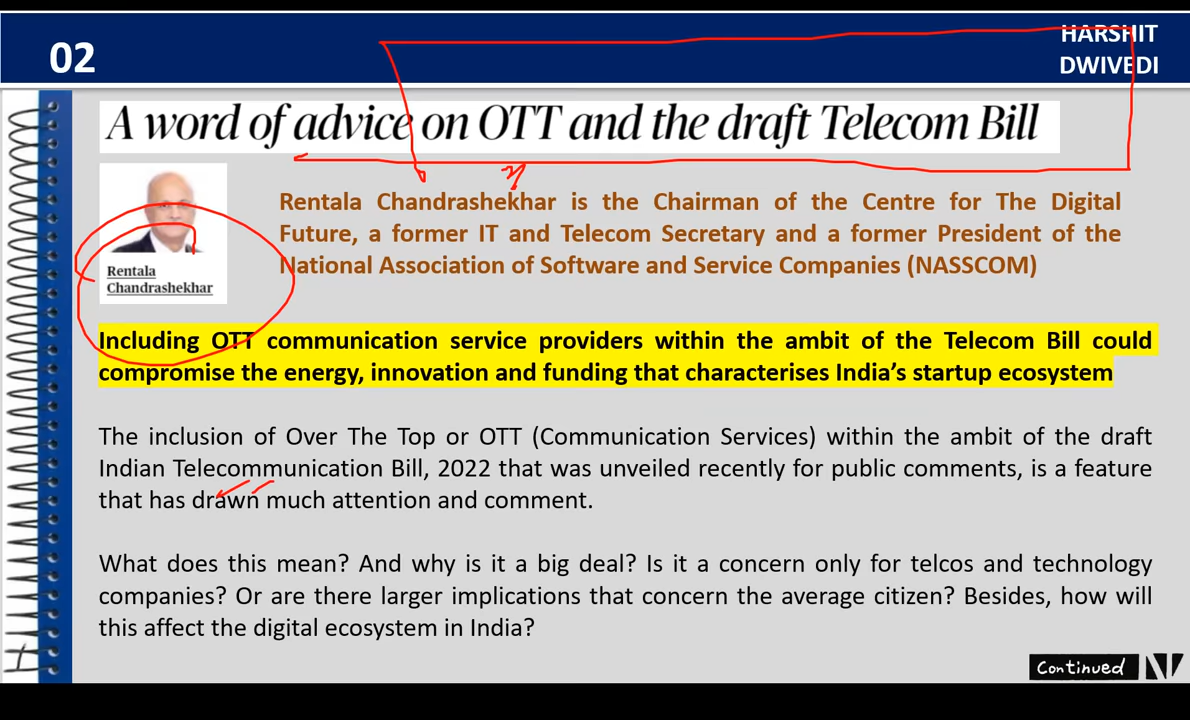 02
HARSHIT
DWIVEDI
A word of advice on OTT and the draft Telecom Bill
Rentala
Chandrashekhar
Rentala Chandrashekhar is the Chairman of the Centre for The Digital
Future, a former IT and Telecom Secretary and a former President of the
National Association of Software and Service Companies (NASSCOM)
Including OTT communication service providers within the ambit of the Telecom Bill could
compromise the energy, innovation and funding that characterises India’s startup ecosystem
The inclusion of Over The Top or OTT (Communication Services) within the ambit of the draft
Indian Telecommunication Bill, 2022 that was unveiled recently for public comments, is a feature
that has drawn much attention and comment.
What does this mean? And why is it a big deal? Is it a concern only for telcos and technology
companies? Or are there larger implications that concern the average citizen? Besides, how will
this affect the digital ecosystem in India?
Continued